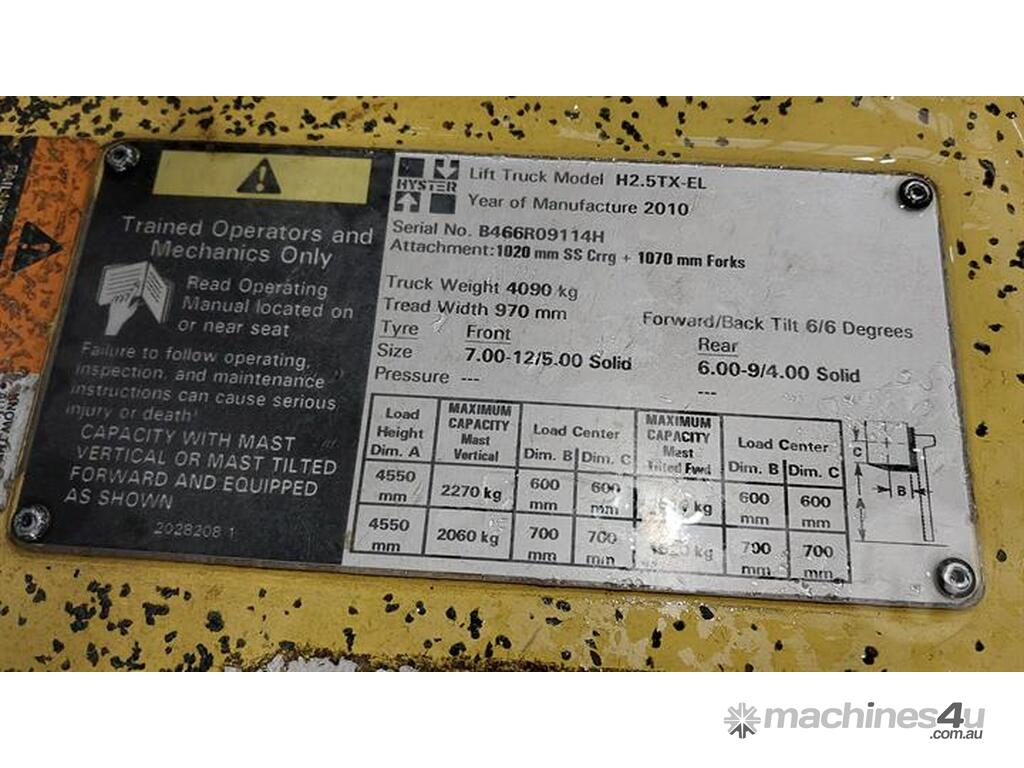 Trained Operators and
Mechanics Only
Read Operating
Manual located on
or near seat
Failure to follow operating,
inspection, and maintenance
instructions can cause serious
injury or death
CAPACITY WITH MAST
VERTICAL OR MAST TILTED
FORWARD AND EQUIPPED
AS SHOWN
2028208 1
HYSTER
Lift Truck Model H2.5TX-EL
Year of Manufacture 2010
Serial No. B466R09114H
Attachment: 1020 mm SS Crrg + 1070 mm Forks
Truck Weight 4090 kg
Tread Width 970 mm
Forward/Back Tilt 6/6 Degrees
Tyre Front Rear
Size 7.00-12/5.00 Solid 6.00-9/4.00 Solid
Pressure --- ---
Load Height Dim. A MAXIMUM CAPACITY Mast Vertical Load Center Dim. B Dim. C MAXIMUM CAPACITY Mast Tilted Fwd Load Center Dim. B Dim. C
4550 mm 2270 kg 600 mm 600 mm kg 600 mm 600 mm
4550 mm 2060 kg 700 mm 700 mm kg 700 mm 700 mm
C
B
A
machines4u
.com.au